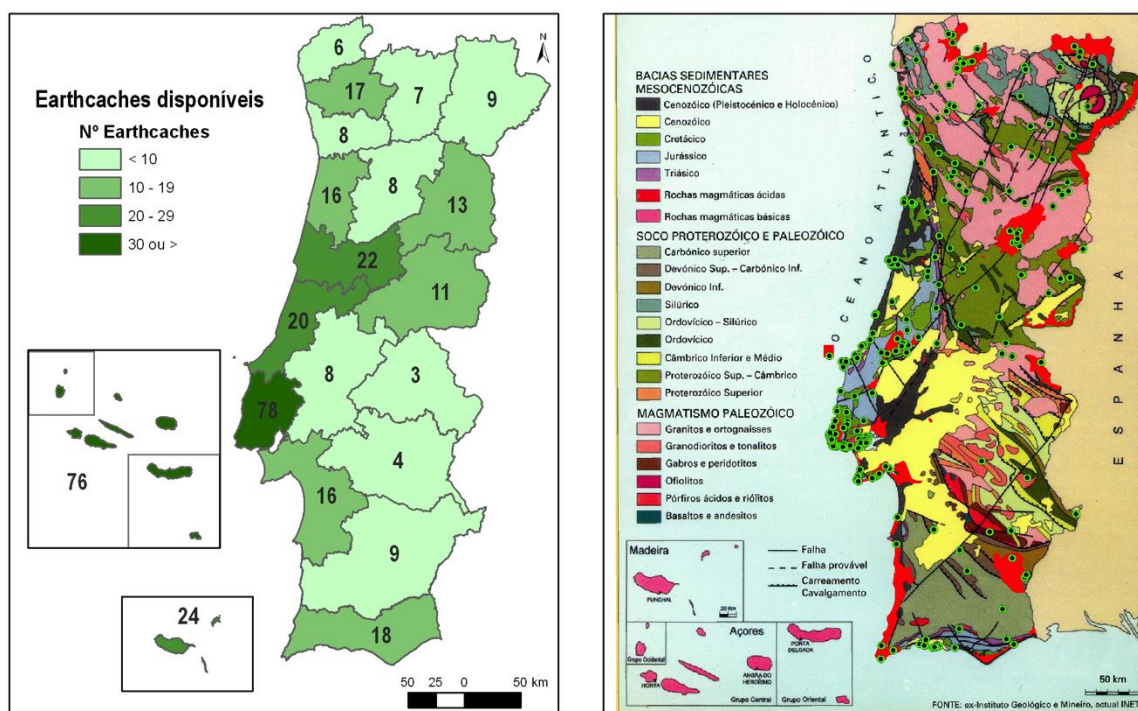 N
Earthcaches disponíveis
Nº Earthcaches
< 10
10 - 19
20 - 29
30 ou >
6
17
7
9
8
16
8
13
22
11
20
8
3
78
4
16
9
18
76
24
50 25 0 50 km
BACIAS SEDIMENTARES
MESOCENOZÓICAS
Cenozóico (Pleistocénico e Holocénico)
Cenozóico
Cretácico
Jurássico
Triásico
Rochas magmáticas ácidas
Rochas magmáticas básicas
SOCO PROTEROZÓICO E PALEOZÓICO
Carbónico superior
Devónico Sup. – Carbónico Inf.
Devónico Inf.
Silúrico
Ordovícico – Silúrico
Ordovícico
Câmbrico Inferior e Médio
Proterozóico Sup. – Câmbrico
Proterozóico Superior
MAGMATISMO PALEOZÓICO
Granitos e ortognaisses
Granodioritos e tonalitos
Gabros e peridotitos
Ofiolitos
Pórfiros ácidos e riólitos
Basaltos e andesitos
OCEANO ATLÂNTICO
ESPANHA
Falha
Falha provável
Carreamento
Cavalgamento
Madeira
FUNCHAL
20 Km
Açores
Grupo Ocidental
HORTA
ANGRA DO
HEROÍSMO
Grupo Central
PONTA
DELGADA
Grupo Oriental
50 km
FONTE: ex-Instituto Geológico e Mineiro, actual INET